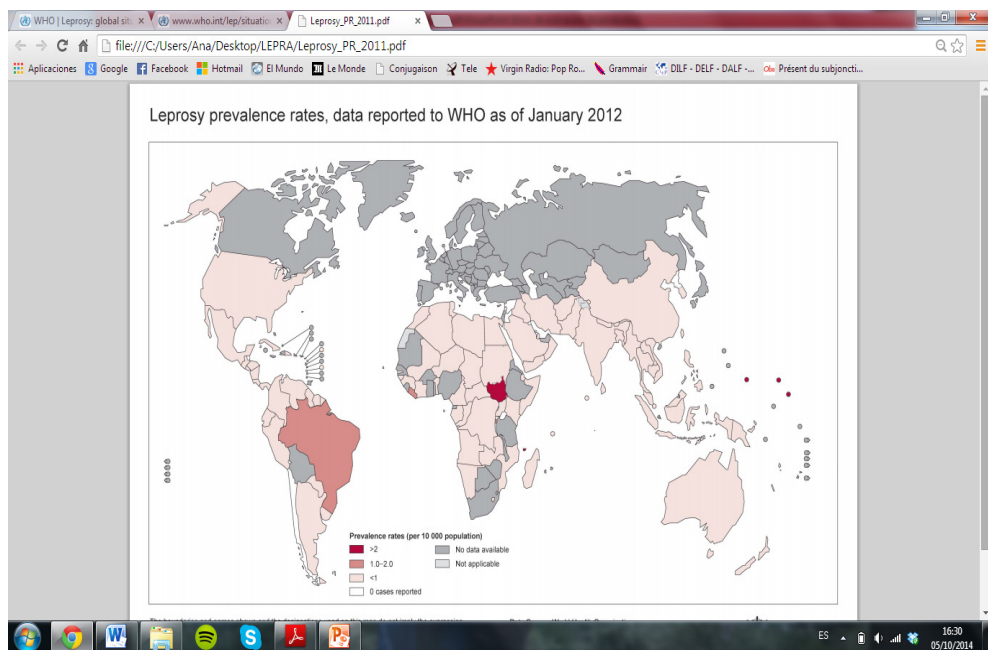 WHO | Leprosy: global sit
www.who.int/lep/situatio
Leprosy_PR_2011.pdf
file:///C:/Users/Ana/Desktop/LEPRA/Leprosy_PR_2011.pdf
Aplicaciones Google Facebook Hotmail El Mundo Le Monde Conjugaison Tele Virgin Radio: Pop Ro... Grammair DILF - DELF - DALF -... Présent du subjoncti...
Leprosy prevalence rates, data reported to WHO as of January 2012
Prevalence rates (per 10 000 population)
>2
1.0–2.0
<1
0 cases reported
No data available
Not applicable
ES
16:30
05/10/2014